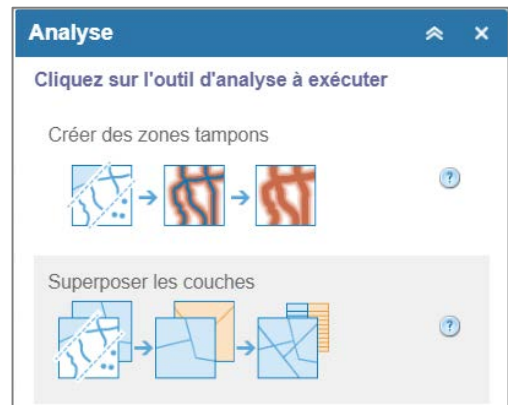 Analyse
Cliquez sur l'outil d'analyse à exécuter
Créer des zones tampons
?
Superposer les couches
?